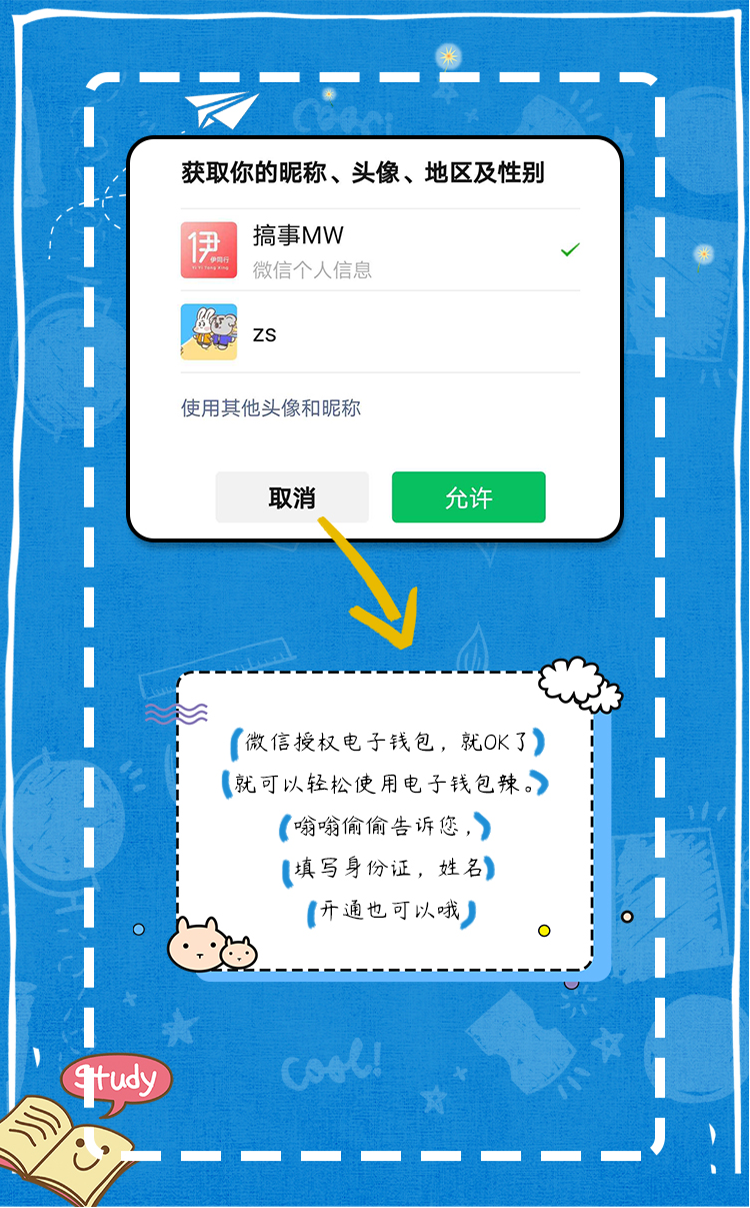 Cool!
获取你的昵称、头像、地区及性别
伊
伊同行
Yi Yi Tong Xing
搞事MW
微信个人信息
zs
使用其他头像和昵称
取消
允许
微信授权电子钱包，就OK了
就可以轻松使用电子钱包辣。
嗡嗡偷偷告诉您，
填写身份证，姓名
开通也可以哦
Cool!
Study